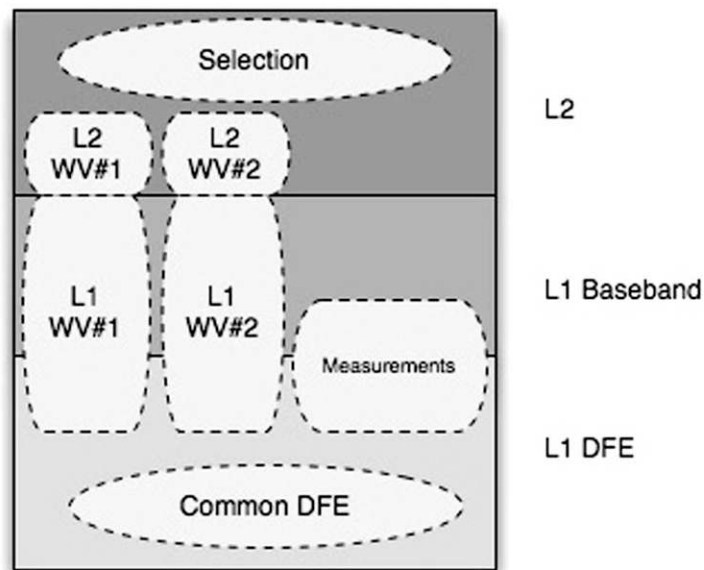 Selection
L2
L2
WV#1
L2
WV#2
L1
WV#1
L1
WV#2
L1 Baseband
Measurements
L1 DFE
Common DFE